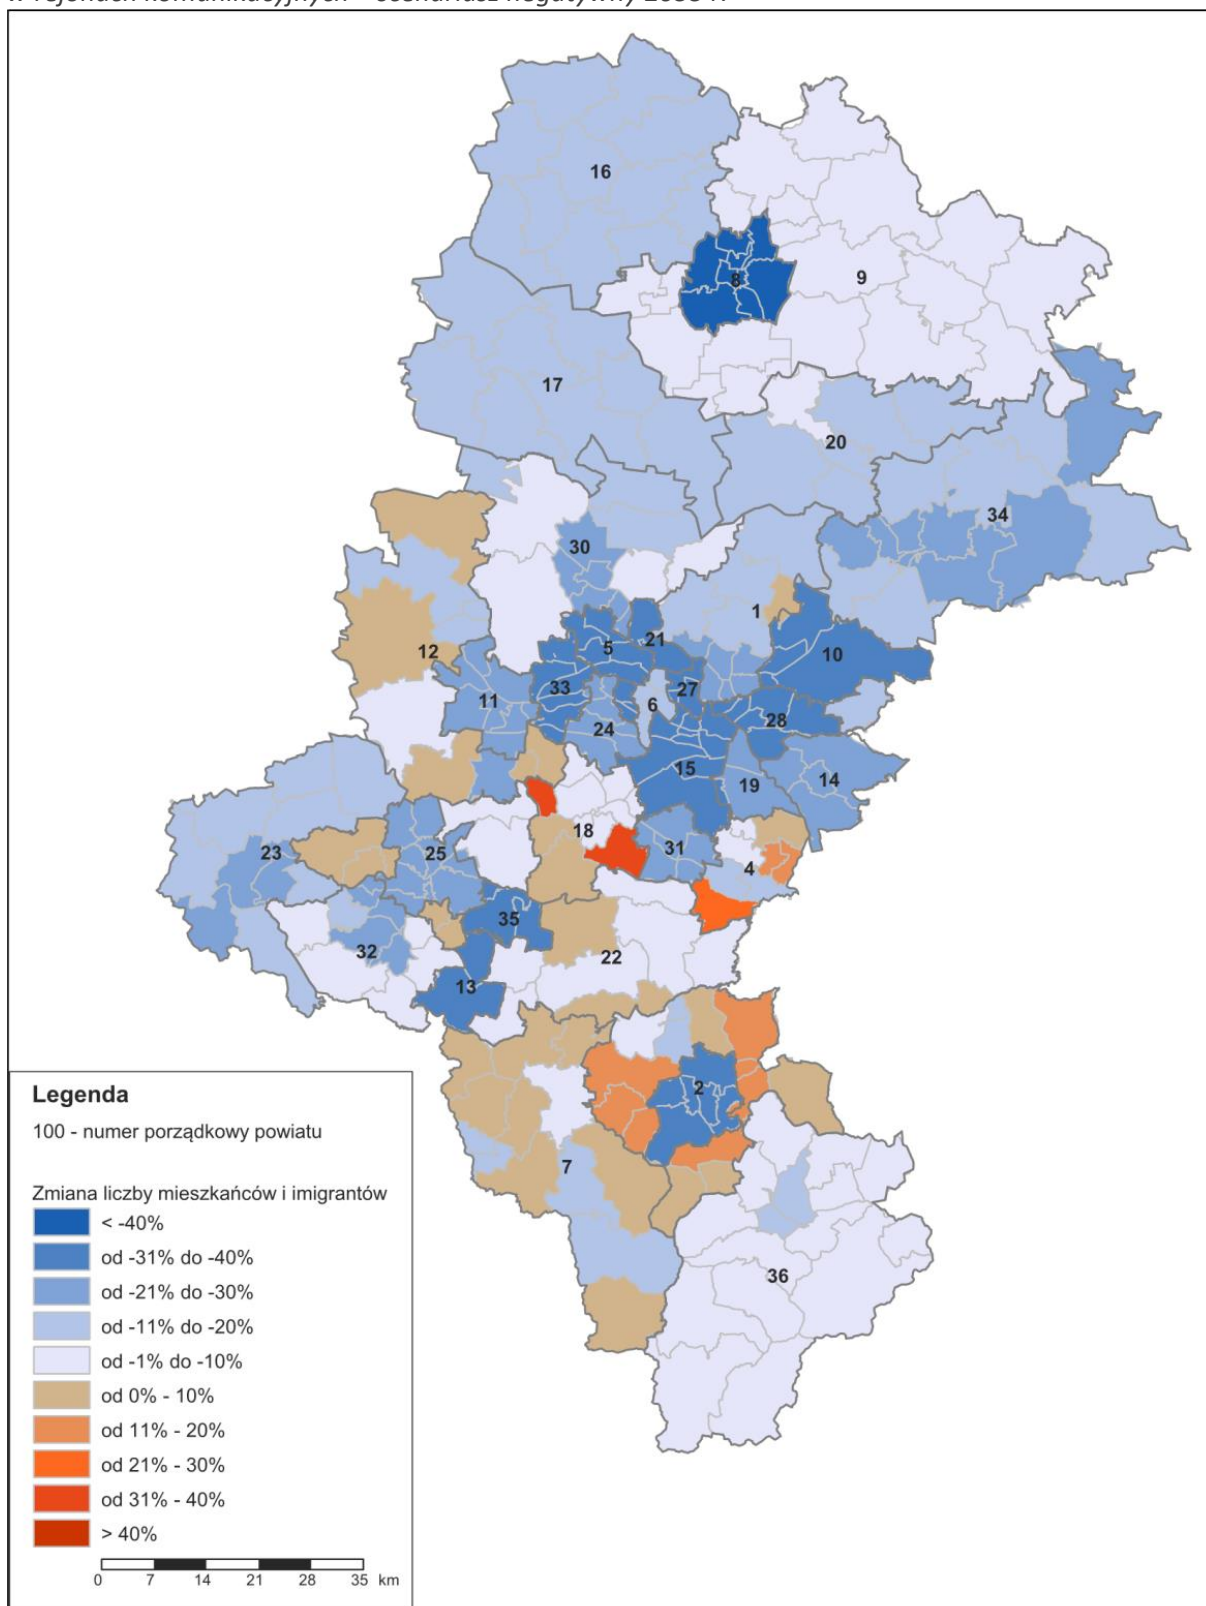 w rejonach komunikacyjnych – scenariusz negatywny 2035 r.
16
8
9
17
20
34
30
1
12
5
21
10
33
27
11
6
28
24
15
19
14
18
31
23
25
4
35
32
22
13
2
7
36
Legenda
100 - numer porządkowy powiatu
Zmiana liczby mieszkańców i imigrantów
< -40%
od -31% do -40%
od -21% do -30%
od -11% do -20%
od -1% do -10%
od 0% - 10%
od 11% - 20%
od 21% - 30%
od 31% - 40%
> 40%
0 7 14 21 28 35 km